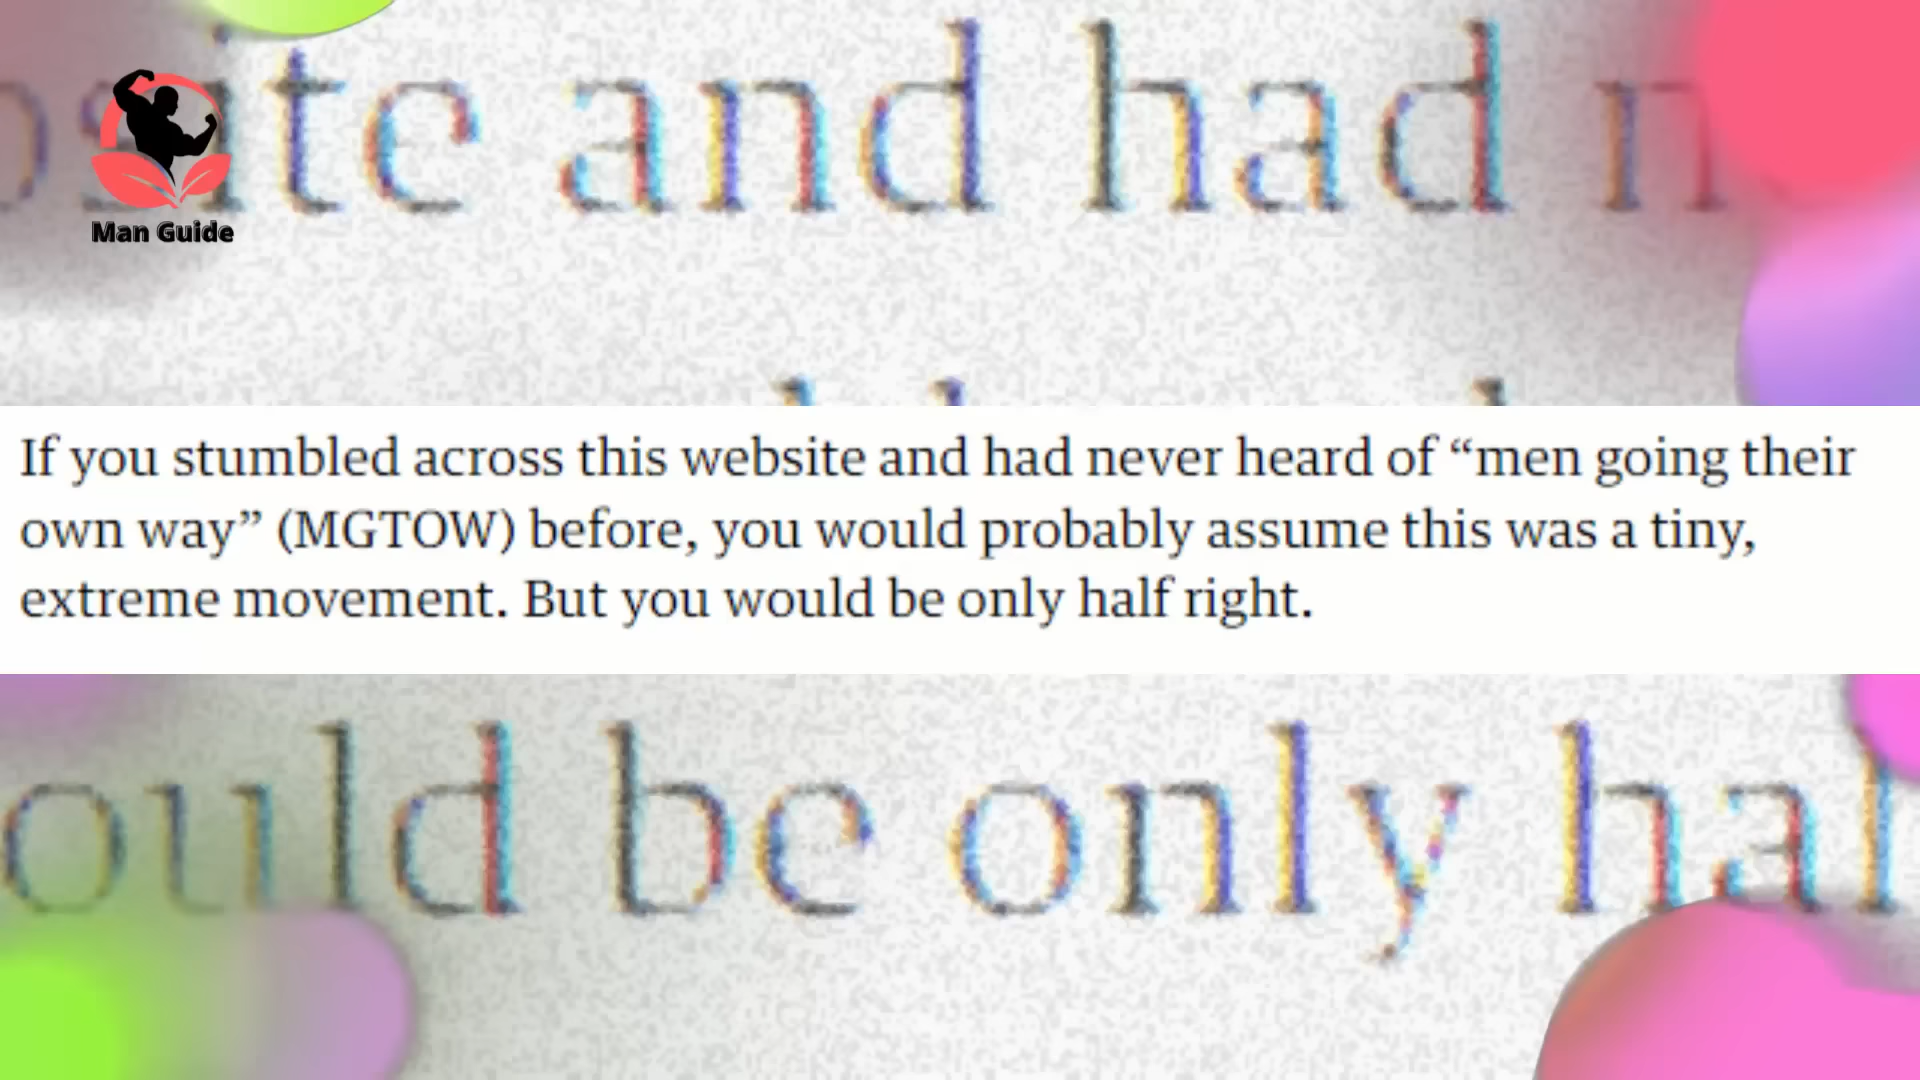 site and had
Man Guide
If you stumbled across this website and had never heard of “men going their
own way” (MGTOW) before, you would probably assume this was a tiny,
extreme movement. But you would be only half right.
ould be only hal